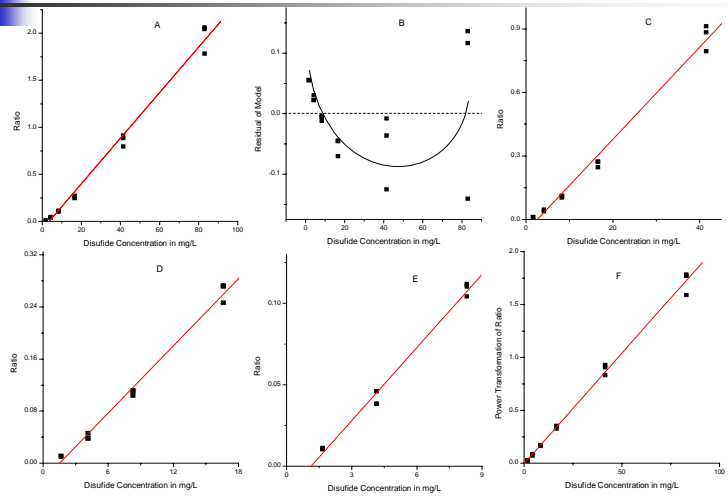 A
Ratio
2.0
1.5
1.0
0.5
0.0
0 20 40 60 80 100
Disufide Concentration in mg/L
B
Residual of Model
0.1
0.0
-0.1
0 20 40 60 80
Disufide Concentration in mg/L
C
Ratio
0.9
0.6
0.3
0.0
0 20 40
Disufide Concentration in mg/L
D
Ratio
0.32
0.24
0.16
0.08
0.00
0 6 12 18
Disufide Concentration in mg/L
E
Ratio
0.10
0.05
0.00
0 3 6 9
Disufide Concentration in mg/L
F
Power Transformation of Ratio
2.0
1.5
1.0
0.5
0.0
0 25 50 75 100
Disufide Concentration in mg/L